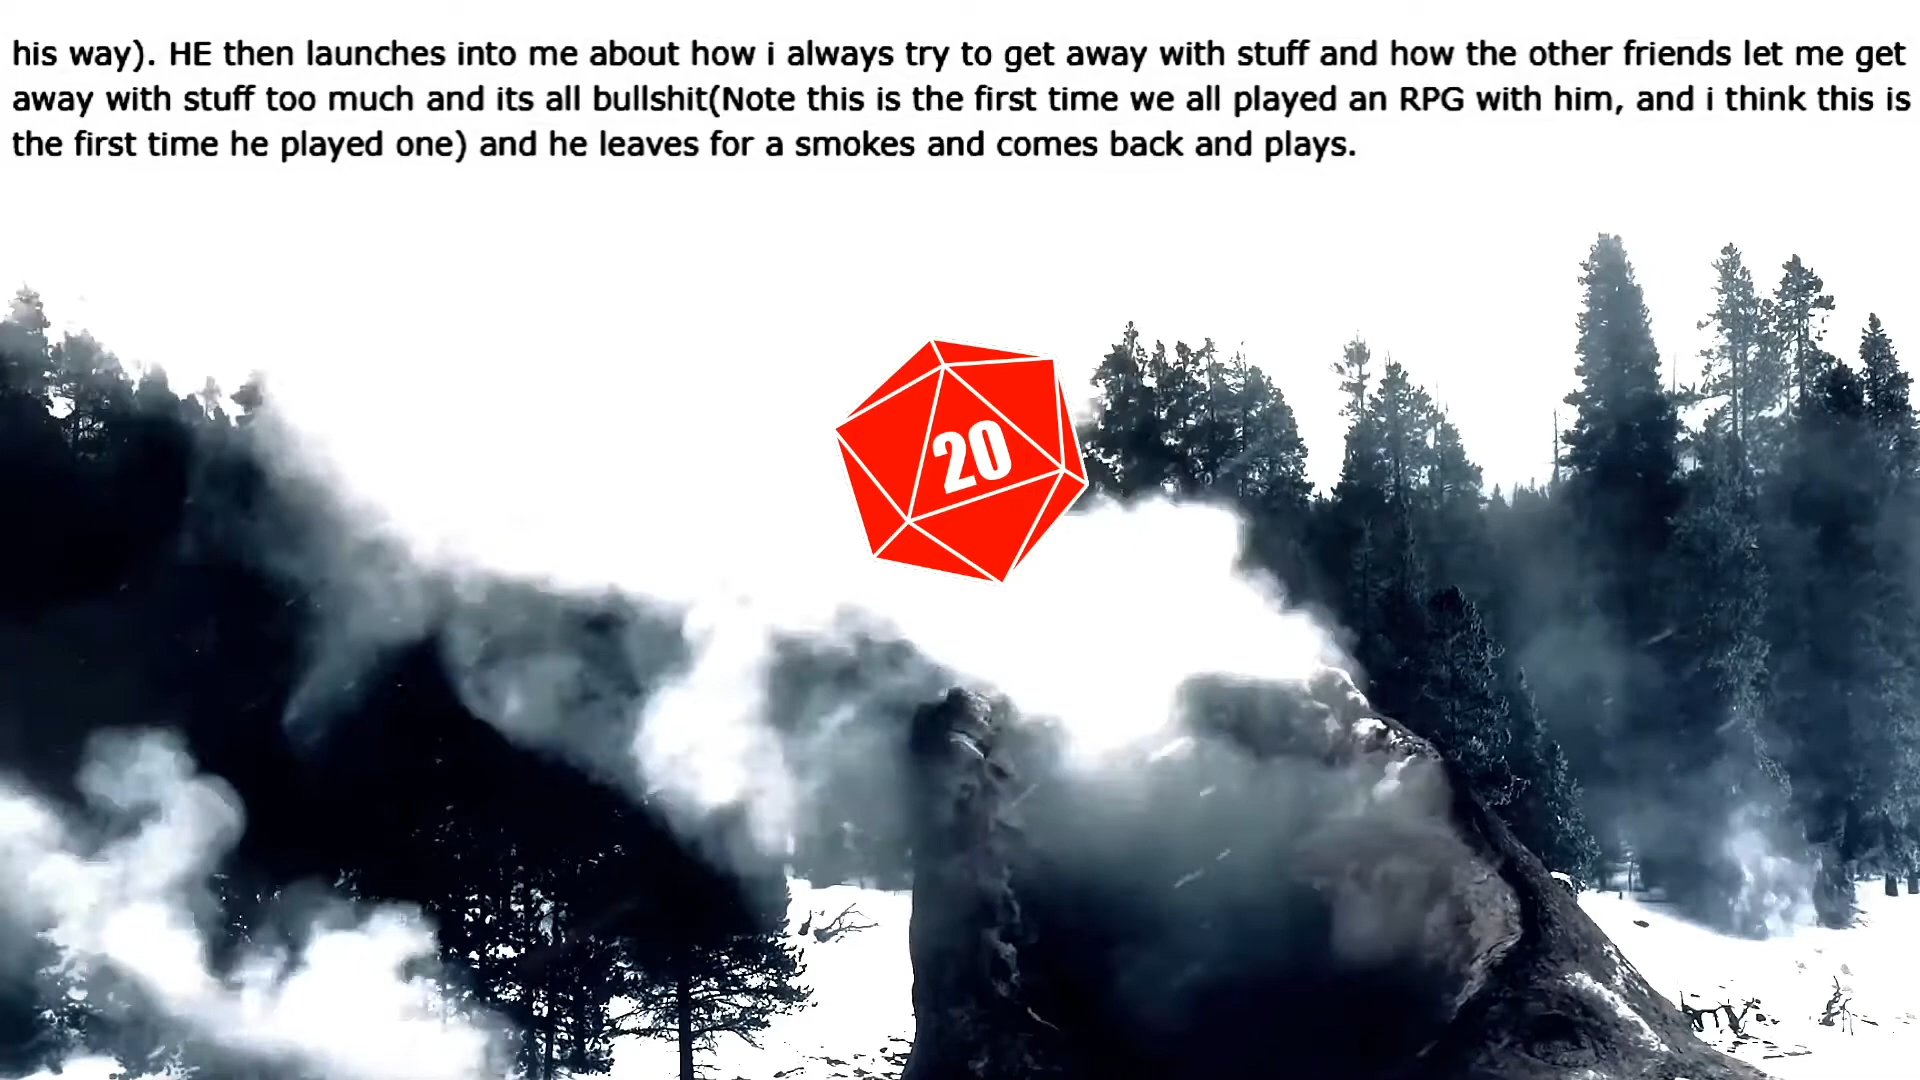 his way). HE then launches into me about how i always try to get away with stuff and how the other friends let me get
away with stuff too much and its all bullshit(Note this is the first time we all played an RPG with him, and i think this is
the first time he played one) and he leaves for a smokes and comes back and plays.
20